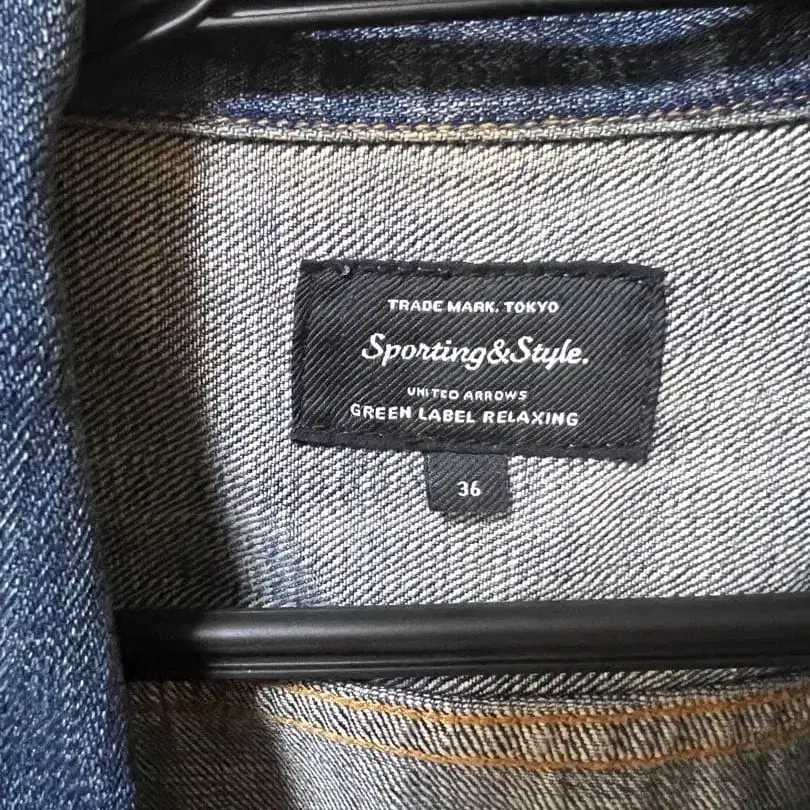 TRADE MARK. TOKYO
Sporting&Style.
UNITED ARROWS
GREEN LABEL RELAXING
36